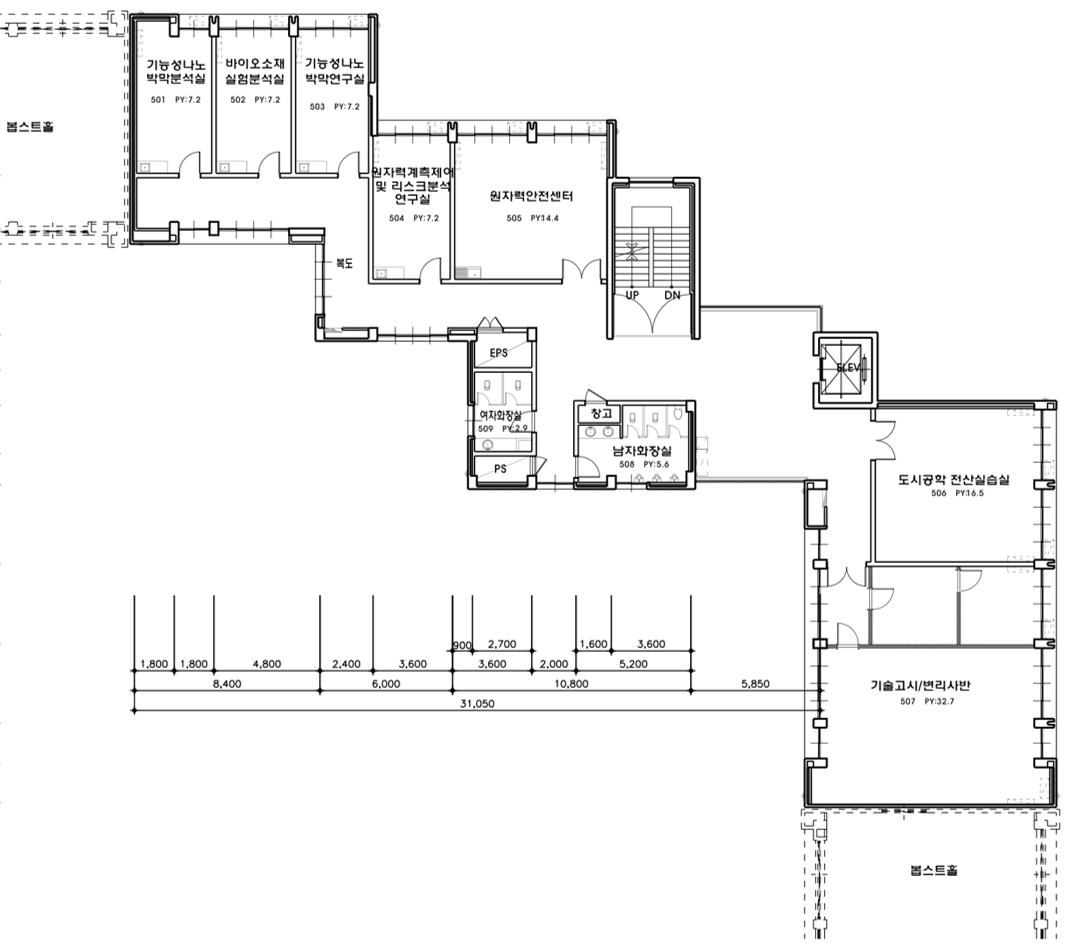 기능성나노
박막분석실
501 PY:7.2
바이오소재
실험분석실
502 PY:7.2
기능성나노
박막연구실
503 PY:7.2
봅스트홀
원자력계측제어
및 리스크분석
연구실
504 PY:7.2
원자력안전센터
505 PY:14.4
복도
UP DN
EPS
ELEV
여자화장실
509 PY:2.9
창고
남자화장실
508 PY:5.6
PS
도시공학 전산실습실
506 PY:16.5
900 2,700 1,600 3,600
1,800 1,800 4,800 2,400 3,600 3,600 2,000 5,200
8,400 6,000 10,800 5,850
31,050
기술고시/변리사반
507 PY:32.7
봅스트홀